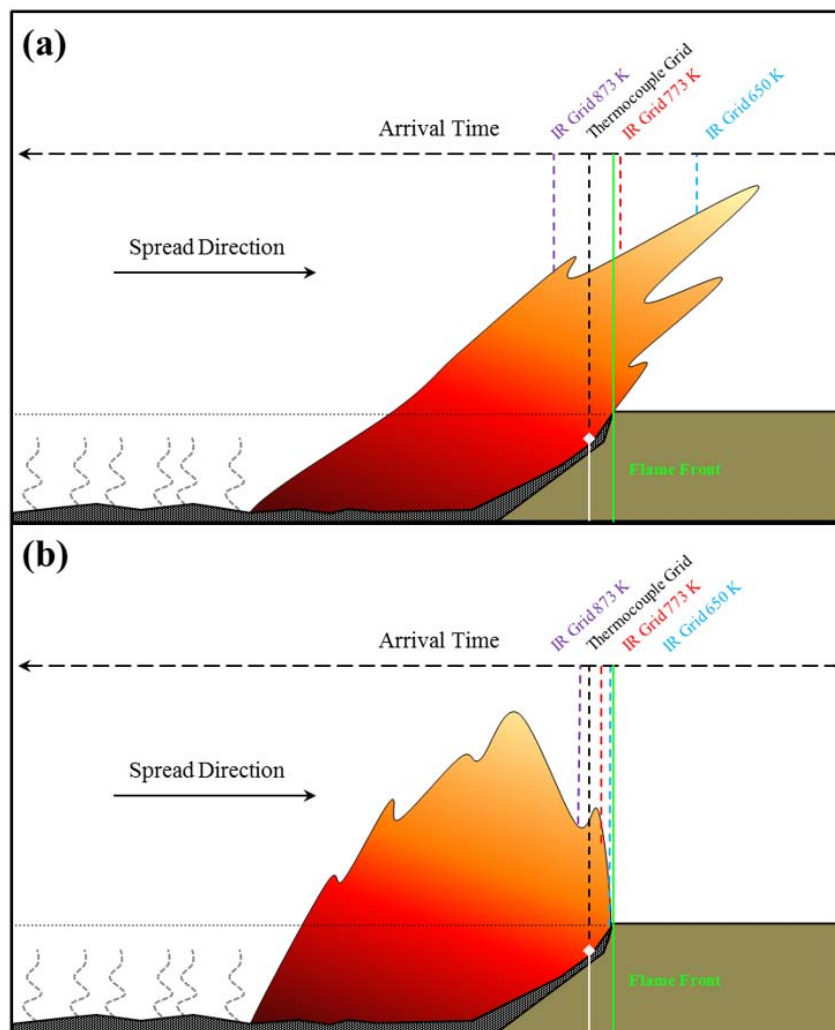 (a)
IR Grid 873 K
Thermocouple Grid
IR Grid 773 K
IR Grid 650 K
Arrival Time
Spread Direction
Flame Front
(b)
IR Grid 873 K
Thermocouple Grid
IR Grid 773 K
IR Grid 650 K
Arrival Time
Spread Direction
Flame Front